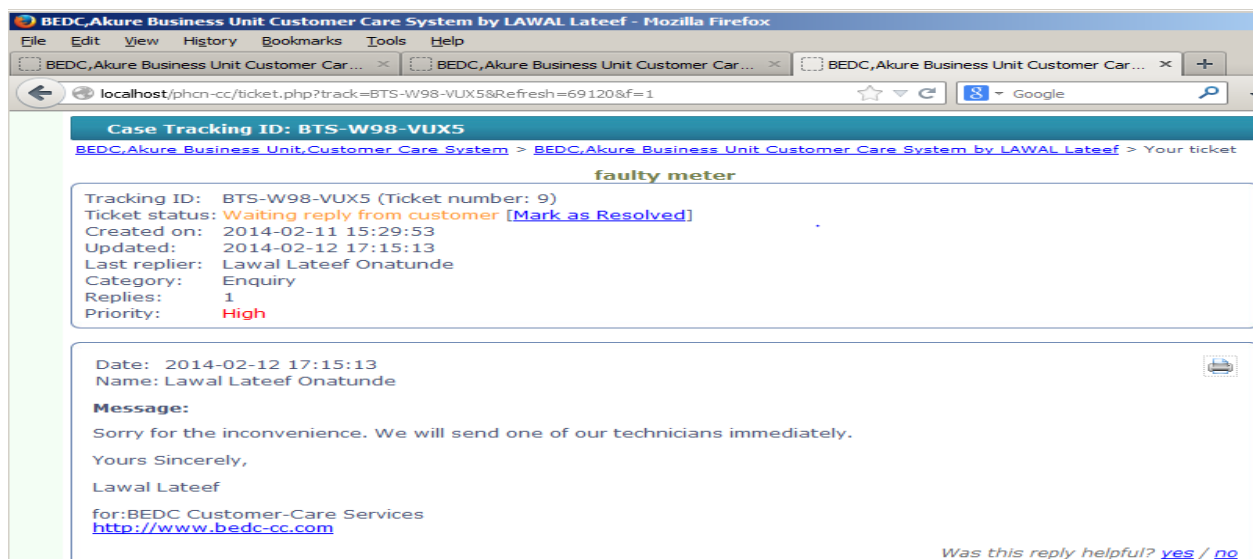 BEDC,Akure Business Unit Customer Care System by LAWAL Lateef - Mozilla Firefox
File Edit View History Bookmarks Tools Help
BEDC,Akure Business Unit Customer Car... × BEDC,Akure Business Unit Customer Car... × BEDC,Akure Business Unit Customer Car... × +
localhost/phcn-cc/ticket.php?track=BTS-W98-VUX5&Refresh=69120&f=1 8 Google
Case Tracking ID: BTS-W98-VUX5
BEDC,Akure Business Unit,Customer Care System > BEDC,Akure Business Unit Customer Care System by LAWAL Lateef > Your ticket
faulty meter
Tracking ID: BTS-W98-VUX5 (Ticket number: 9)
Ticket status: Waiting reply from customer [Mark as Resolved]
Created on: 2014-02-11 15:29:53
Updated: 2014-02-12 17:15:13
Last replier: Lawal Lateef Onatunde
Category: Enquiry
Replies: 1
Priority: High
Date: 2014-02-12 17:15:13
Name: Lawal Lateef Onatunde
Message:
Sorry for the inconvenience. We will send one of our technicians immediately.
Yours Sincerely,
Lawal Lateef
for:BEDC Customer-Care Services
http://www.bedc-cc.com
Was this reply helpful? yes / no